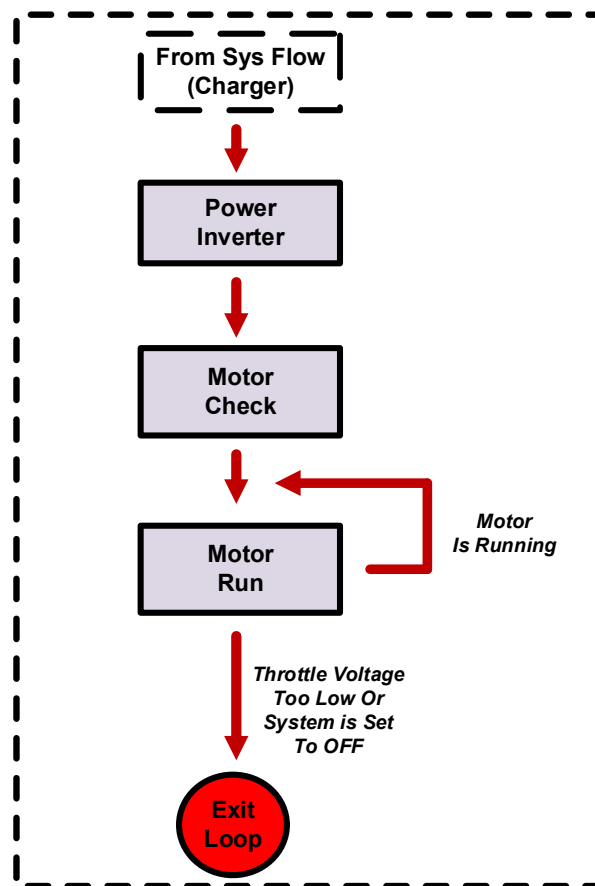 From Sys Flow
(Charger)
Power
Inverter
Motor
Check
Motor
Run
Motor
Is Running
Throttle Voltage
Too Low Or
System is Set
To OFF
Exit
Loop